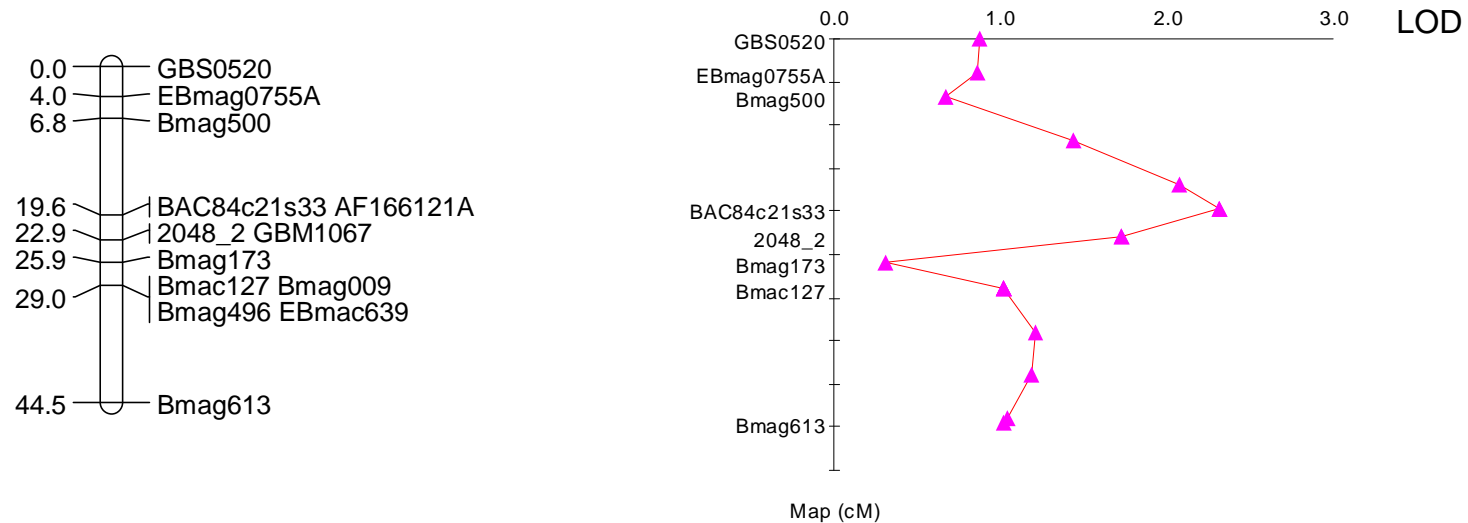 0.0 GBS0520
4.0 EBmag0755A
6.8 Bmag500
19.6 BAC84c21s33 AF166121A
22.9 2048_2 GBM1067
25.9 Bmag173
29.0 Bmac127 Bmag009
Bmag496 EBmac639
44.5 Bmag613
0.0 1.0 2.0 3.0 LOD
GBS0520
EBmag0755A
Bmag500
BAC84c21s33
2048_2
Bmag173
Bmac127
Bmag613
Map (cM)